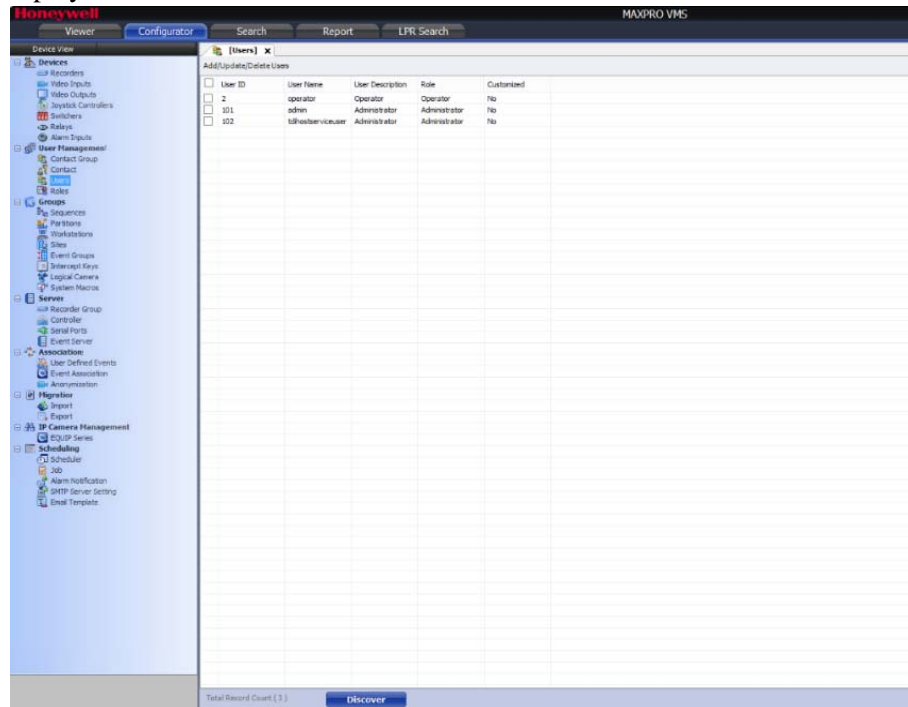 Honeywell
MAXPRO VMS
Viewer Configurator Search Report LPR Search
Device View
Devices
Recorders
Video Inputs
Video Outputs
Joystick Controllers
Switchers
Relays
Alarm Inputs
User Management
Contact Group
Contact
Users
Roles
Groups
Sequences
Partitions
Workstations
Sites
Event Groups
Intercept Keys
Logical Camera
System Macros
Server
Recorder Group
Controller
Serial Ports
Event Server
Association
User Defined Events
Event Association
Anonymization
Migration
Import
Export
IP Camera Management
EQUIP Series
Scheduling
Scheduler
Job
Alarm Notification
SMTP Server Setting
Email Template
[Users] x
Add/Update/Delete Users
User ID User Name User Description Role Customized
2 operator Operator Operator No
101 admin Administrator Administrator No
102 Administrator Administrator No
Total Record Count ( 3 ) Discover